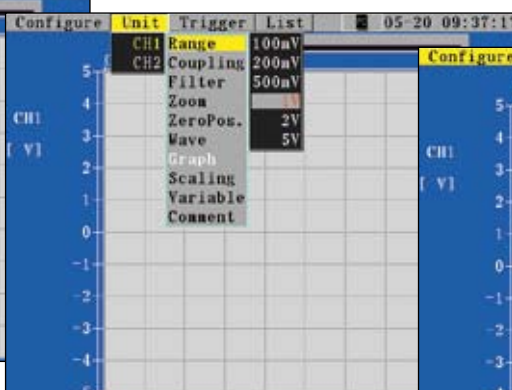 Configure Unit Trigger List 05-20 09:37:17
CH1 Range 100mV
CH2 Coupling 200mV
Filter 500mV
Zoom 1V
ZeroPos. 2V
Wave 5V
Graph
Scaling
Variable
Comment
5
4
CH1
3
[ V]
2
1
0
-1
-2
-3
-4
Configure
5
4
CH1
3
[ V]
2
1
0
-1
-2
-3